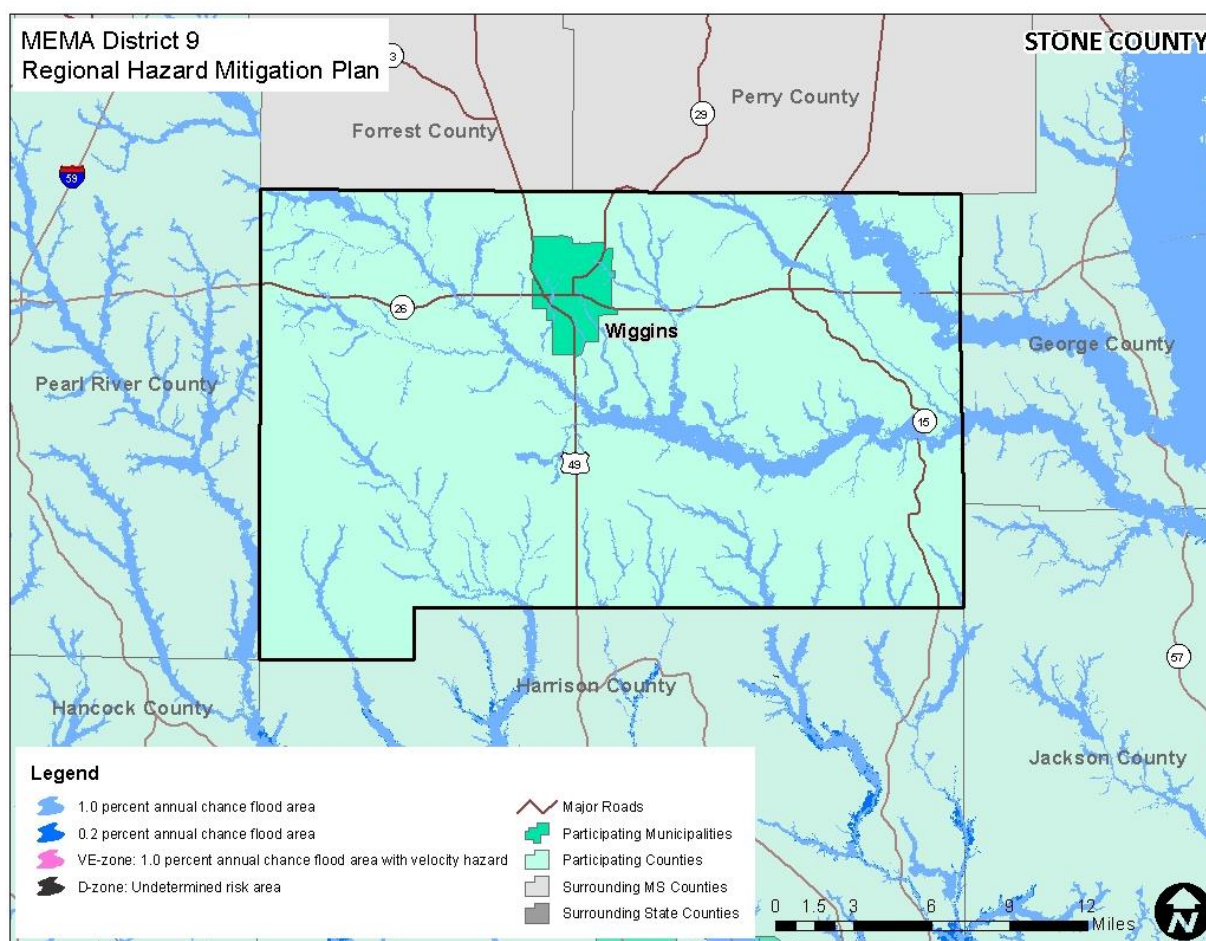 MEMA District 9
Regional Hazard Mitigation Plan
STONE COUNTY
3
Perry County
29
Forrest County
59
26
Wiggins
George County
Pearl River County
15
49
Harrison County
57
Hancock County
Jackson County
Legend
1.0 percent annual chance flood area
0.2 percent annual chance flood area
VE-zone: 1.0 percent annual chance flood area with velocity hazard
D-zone: Undetermined risk area
Major Roads
Participating Municipalities
Participating Counties
Surrounding MS Counties
Surrounding State Counties
0 1.5 3 6 9 12
Miles
N